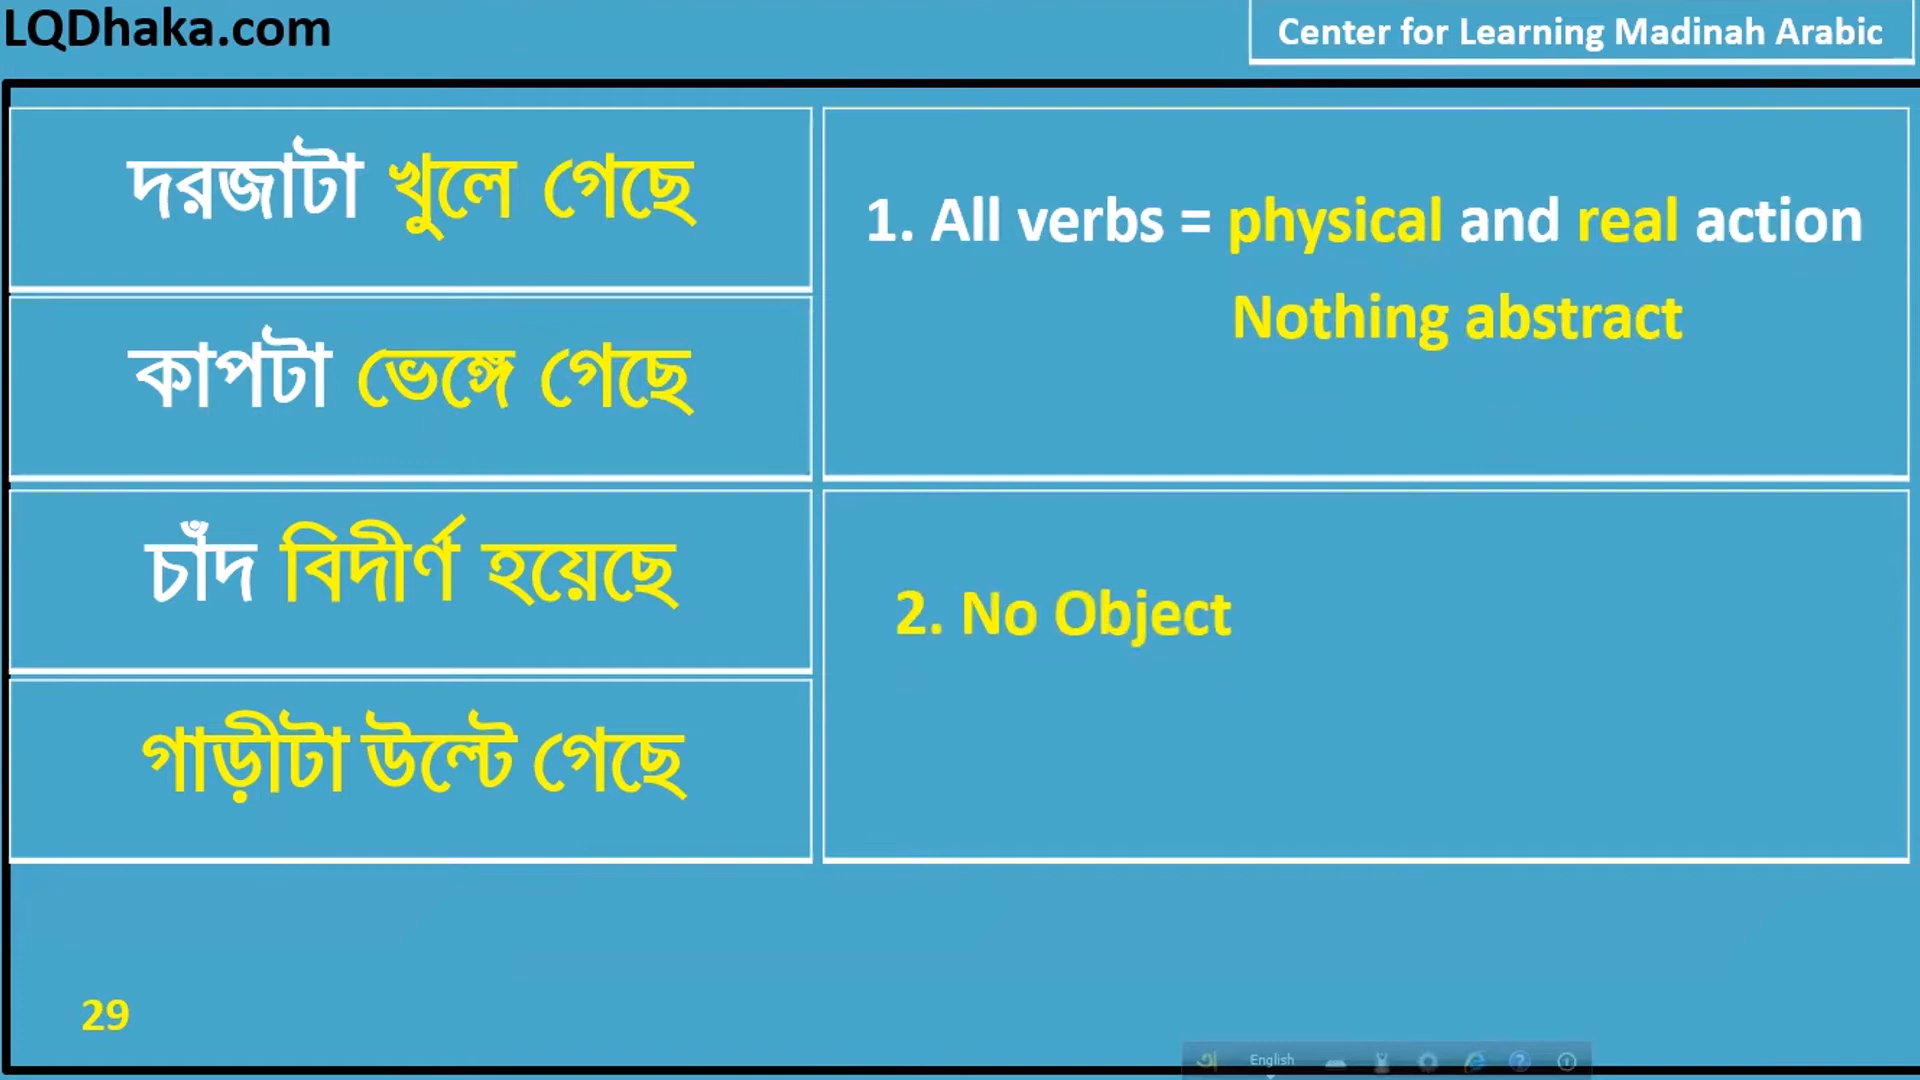 LQDhaka.com
Center for Learning Madinah Arabic
দরজাটা খুলে গেছে
কাপটা ভেঙ্গে গেছে
চাঁদ বিদীর্ণ হয়েছে
গাড়ীটা উল্টে গেছে
1. All verbs = physical and real action
Nothing abstract
2. No Object
29
English